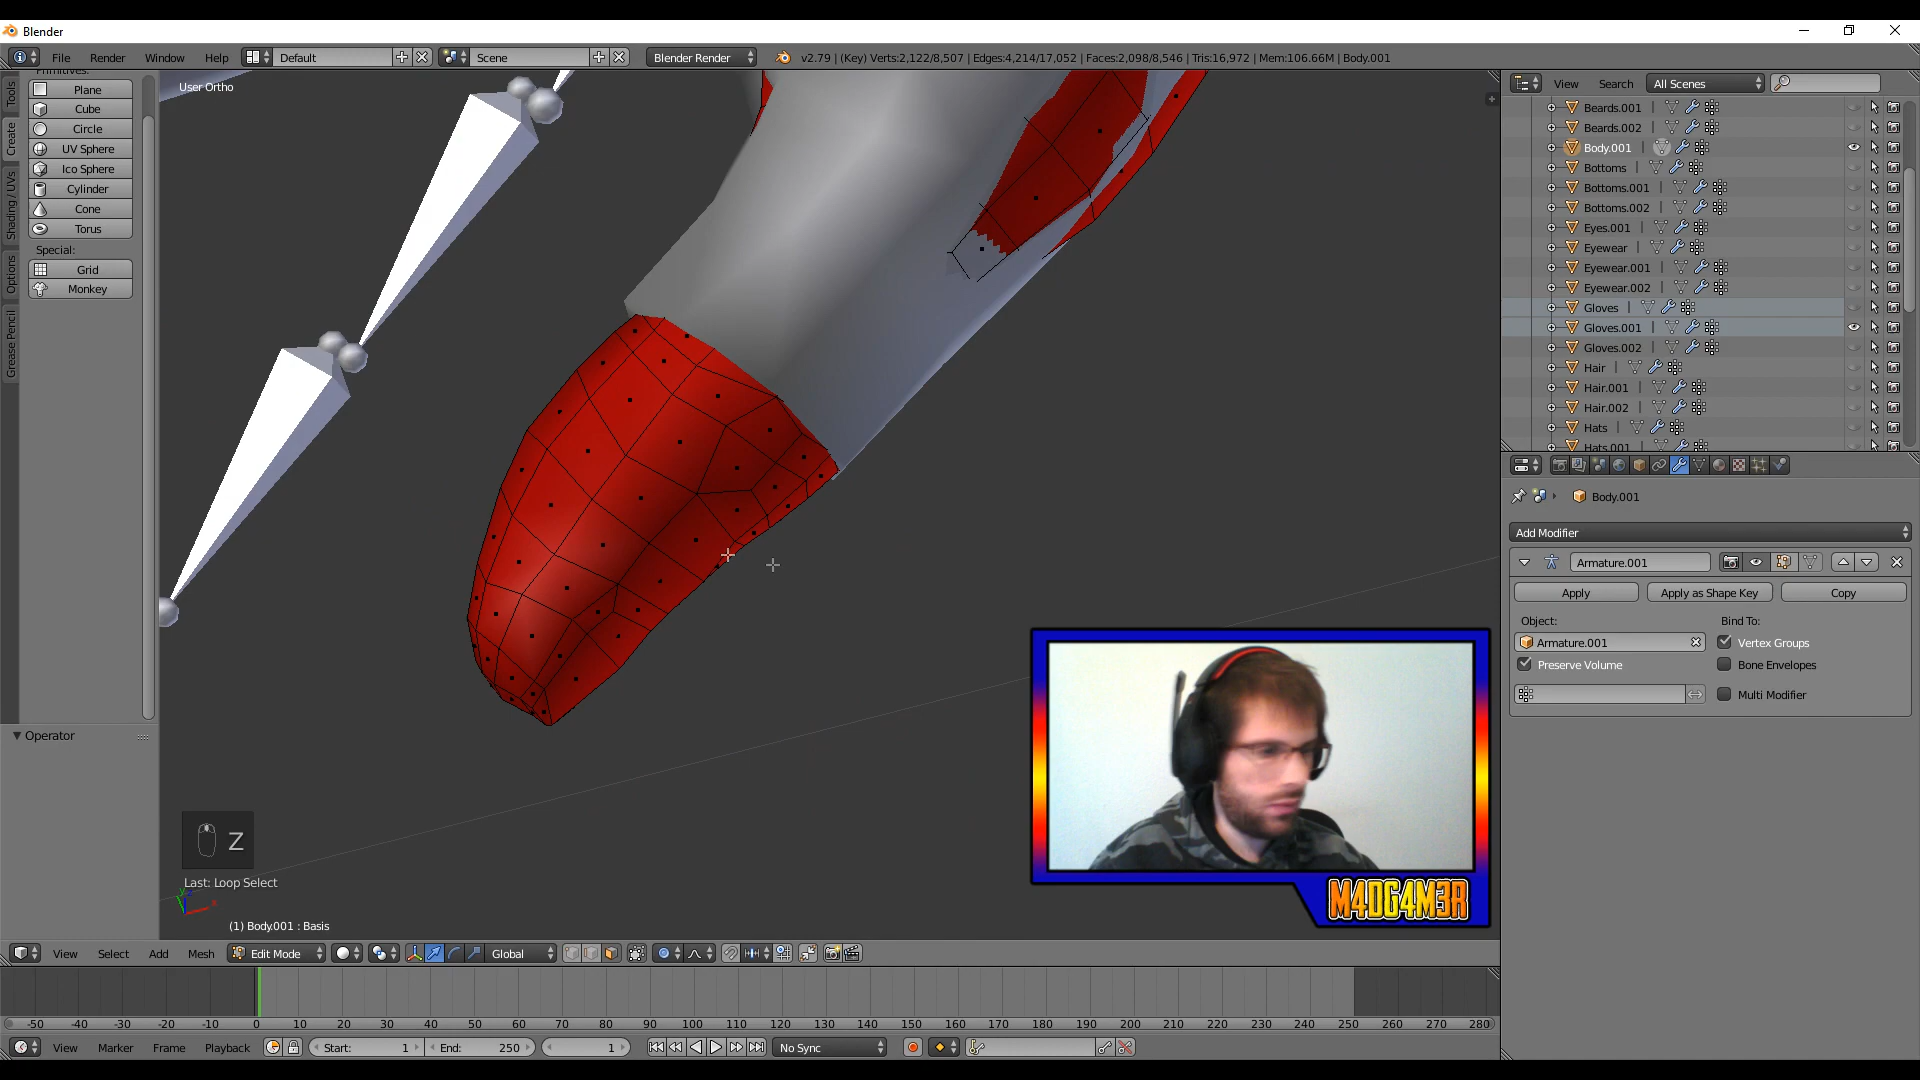 Blender
File Render Window Help Default Scene Blender Render v2.79 | (Key) Verts:2,122/8,507 | Edges:4,214/17,052 | Faces:2,098/8,546 | Tris:16,972 | Mem:106.66M | Body.001
Primitives:
Plane
Cube
Circle
UV Sphere
Ico Sphere
Cylinder
Cone
Torus
Special:
Grid
Monkey
Tools
Create
Shading / UVs
Options
Grease Pencil
Operator
User Ortho
Z
Last: Loop Select
(1) Body.001 : Basis
M4DG4M3R
View Search All Scenes
Beards.001
Beards.002
Body.001
Bottoms
Bottoms.001
Bottoms.002
Eyes.001
Eyewear
Eyewear.001
Eyewear.002
Gloves
Gloves.001
Gloves.002
Hair
Hair.001
Hair.002
Hats
Hats.001
Body.001
Add Modifier
Armature.001
Apply Apply as Shape Key Copy
Object: Bind To:
Armature.001 Vertex Groups
Preserve Volume Bone Envelopes
Multi Modifier
View Select Add Mesh Edit Mode Global
-50 -40 -30 -20 -10 0 10 20 30 40 50 60 70 80 90 100 110 120 130 140 150 160 170 180 190 200 210 220 230 240 250 260 270 280
View Marker Frame Playback Start: 1 End: 250 1 No Sync